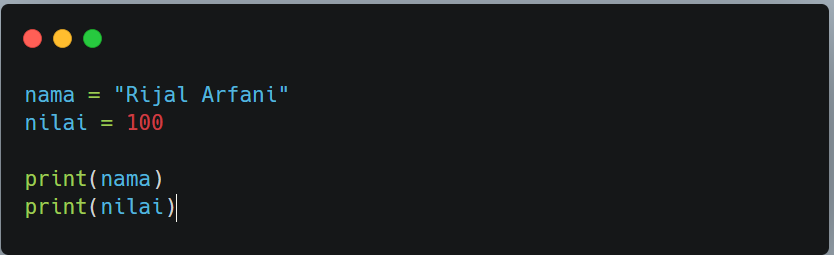 nama = "Rijal Arfani"
nilai = 100
print(nama)
print(nilai)